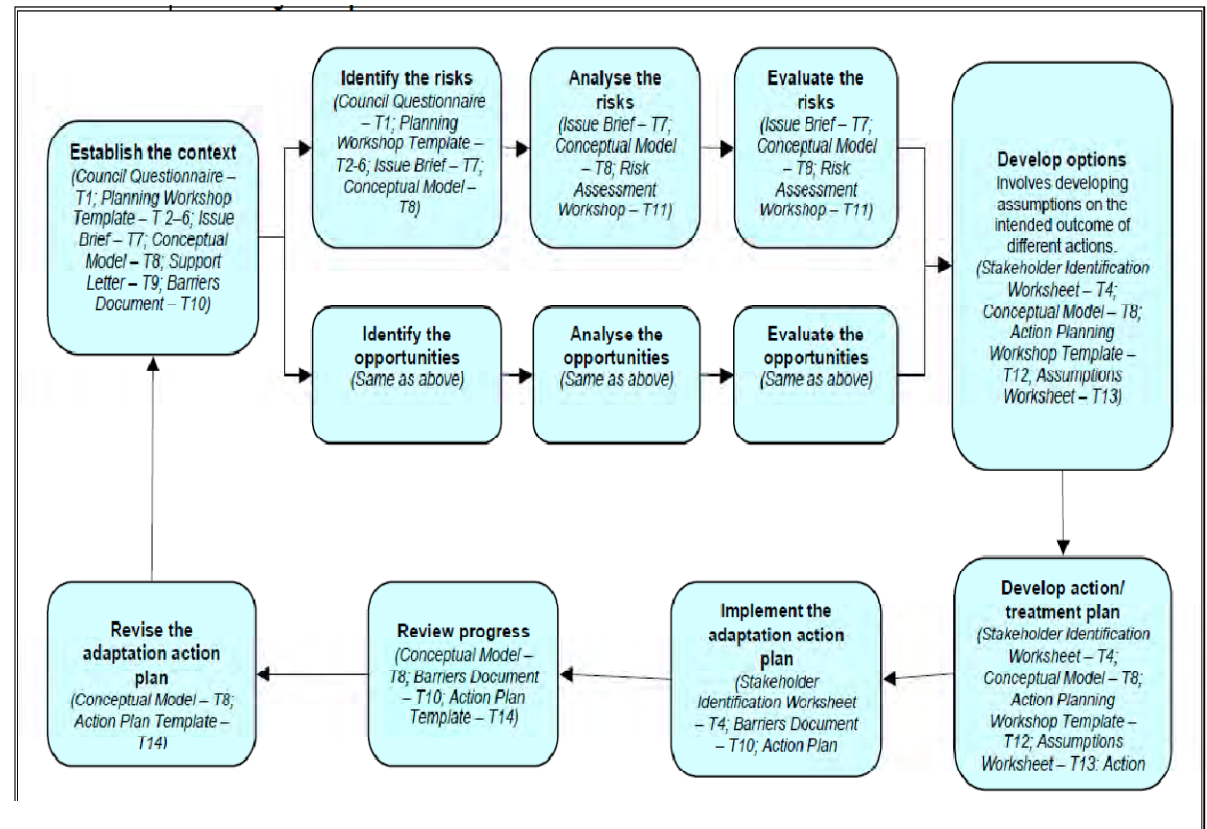 Establish the context
(Council Questionnaire –
T1; Planning Workshop
Template – T 2–6; Issue
Brief – T7; Conceptual
Model – T8; Support
Letter – T9; Barriers
Document – T10)
Identify the risks
(Council Questionnaire
– T1; Planning
Workshop Template
– T2-6; Issue Brief – T7;
Conceptual Model –
T8)
Analyse the
risks
(Issue Brief – T7;
Conceptual Model
– T8; Risk
Assessment
Workshop – T11)
Evaluate the
risks
(Issue Brief – T7;
Conceptual Model
– T8; Risk
Assessment
Workshop – T11)
Identify the
opportunities
(Same as above)
Analyse the
opportunities
(Same as above)
Evaluate the
opportunities
(Same as above)
Develop options
Involves developing
assumptions on the
intended outcome of
different actions.
(Stakeholder Identification
Worksheet – T4;
Conceptual Model – T8;
Action Planning
Workshop Template –
T12, Assumptions
Worksheet – T13)
Develop action/
treatment plan
(Stakeholder Identification
Worksheet – T4;
Conceptual Model – T8;
Action Planning
Workshop Template –
T12; Assumptions
Worksheet – T13: Action
Implement the
adaptation action
plan
(Stakeholder
Identification Worksheet
– T4; Barriers Document
– T10; Action Plan
Review progress
(Conceptual Model –
T8; Barriers Document
– T10; Action Plan
Template – T14)
Revise the
adaptation action
plan
(Conceptual Model – T8;
Action Plan Template –
T14)